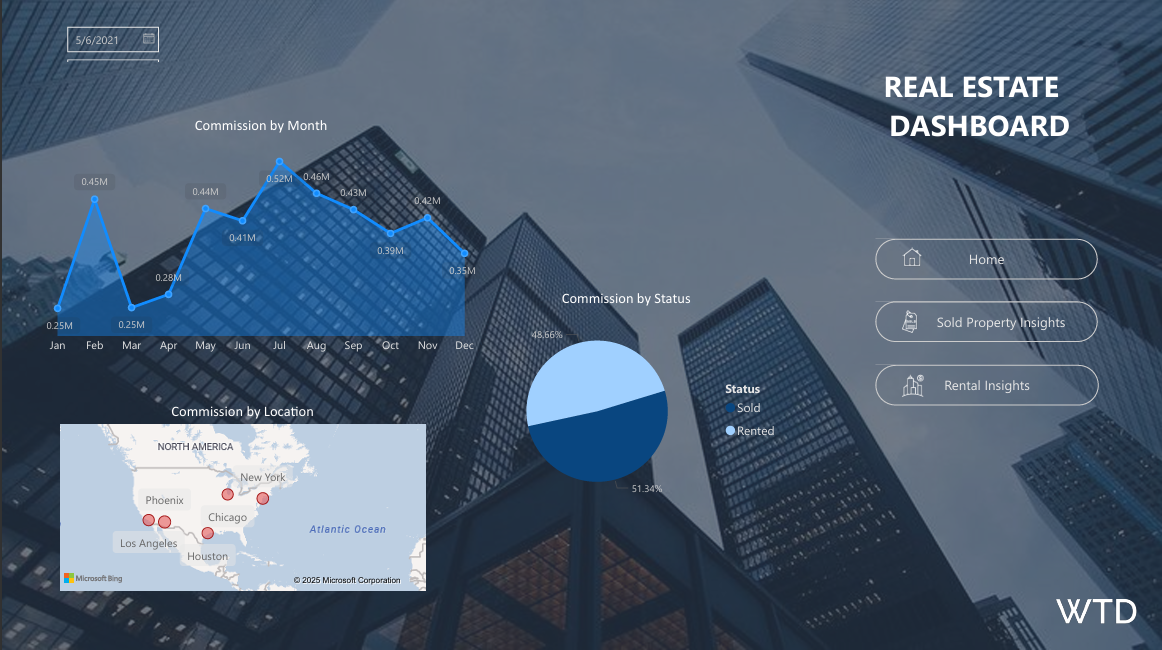 5/6/2021
REAL ESTATE
DASHBOARD
Commission by Month
0.45M
0.44M
0.52M
0.46M
0.43M
0.42M
0.41M
0.39M
0.35M
0.28M
0.25M
0.25M
Jan Feb Mar Apr May Jun Jul Aug Sep Oct Nov Dec
Home
Sold Property Insights
Rental Insights
Commission by Status
48.66%
51.34%
Status
Sold
Rented
Commission by Location
NORTH AMERICA
New York
Phoenix
Chicago
Los Angeles
Houston
Atlantic Ocean
Microsoft Bing
© 2025 Microsoft Corporation
WTD